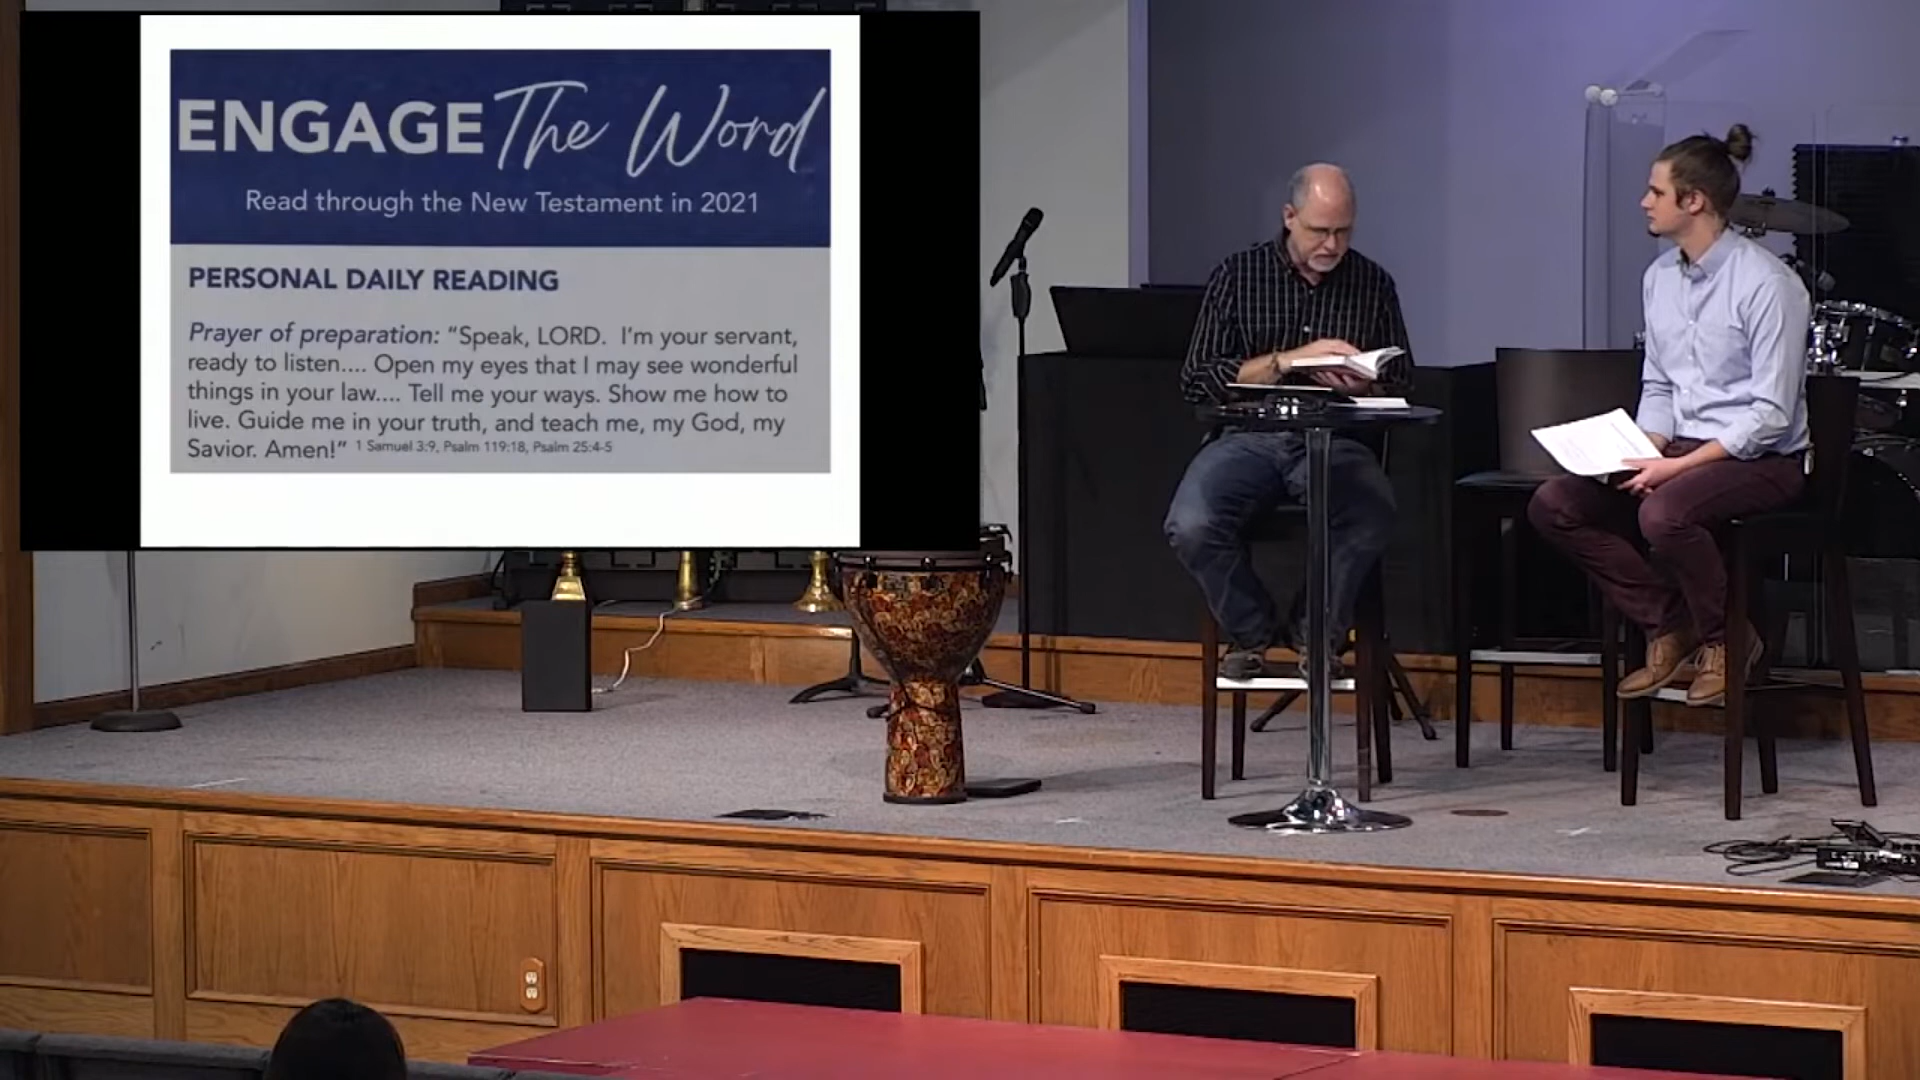 ENGAGE The Word
Read through the New Testament in 2021
PERSONAL DAILY READING
Prayer of preparation: “Speak, LORD. I’m your servant,
ready to listen.... Open my eyes that I may see wonderful
things in your law.... Tell me your ways. Show me how to
live. Guide me in your truth, and teach me, my God, my
Savior. Amen!” 1 Samuel 3:9, Psalm 119:18, Psalm 25:4-5